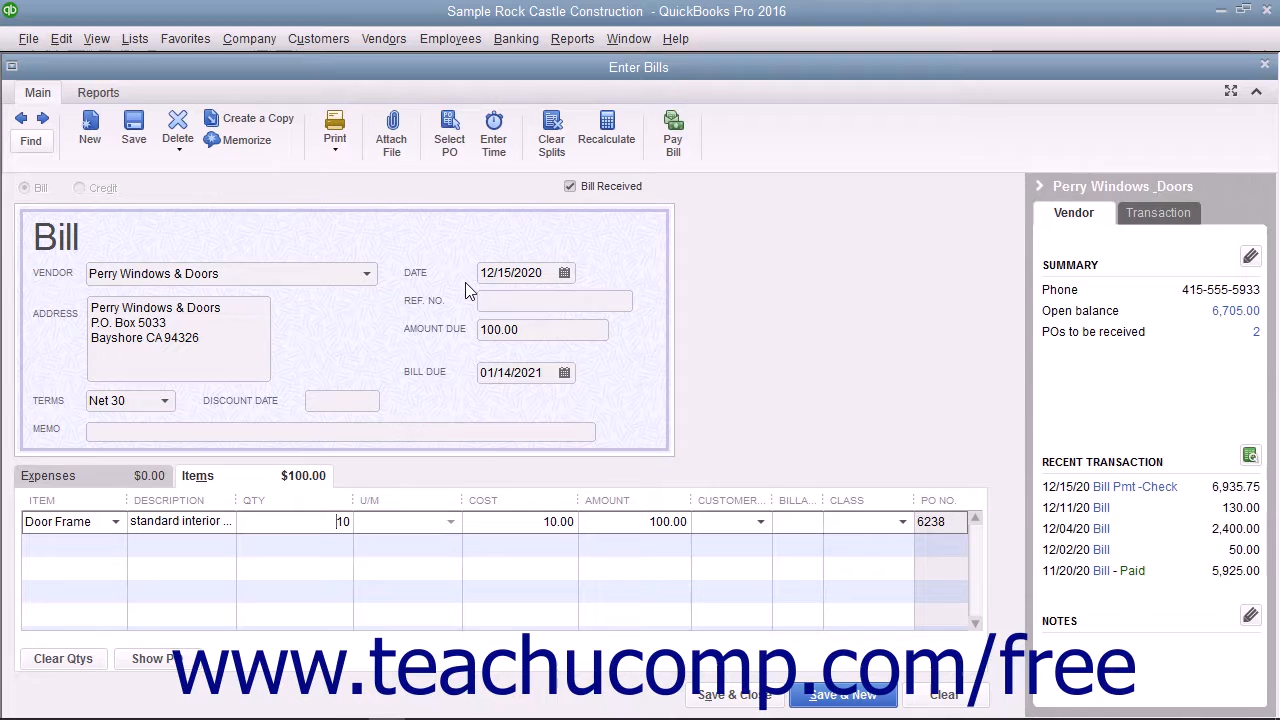 Sample Rock Castle Construction - QuickBooks Pro 2016
File Edit View Lists Favorites Company Customers Vendors Employees Banking Reports Window Help
Enter Bills
Main Reports
Find
New
Save
Delete
Create a Copy
Memorize
Print
Attach
File
Select
PO
Enter
Time
Clear
Splits
Recalculate
Pay
Bill
Bill Credit
Bill Received
Bill
VENDOR Perry Windows & Doors
ADDRESS
Perry Windows & Doors
P.O. Box 5033
Bayshore CA 94326
TERMS Net 30 DISCOUNT DATE
MEMO
DATE 12/15/2020
REF. NO.
AMOUNT DUE 100.00
BILL DUE 01/14/2021
Expenses $0.00 Items $100.00
ITEM DESCRIPTION QTY U/M COST AMOUNT CUSTOMER... BILLA... CLASS PO NO.
Door Frame standard interior ... 10 10.00 100.00 6238
Clear Qtys Show P
Save & Close Save & New Clear
Perry Windows _Doors
Vendor Transaction
SUMMARY
Phone 415-555-5933
Open balance 6,705.00
POs to be received 2
RECENT TRANSACTION
12/15/20 Bill Pmt -Check 6,935.75
12/11/20 Bill 130.00
12/04/20 Bill 2,400.00
12/02/20 Bill 50.00
11/20/20 Bill - Paid 5,925.00
NOTES
www.teachucomp.com/free